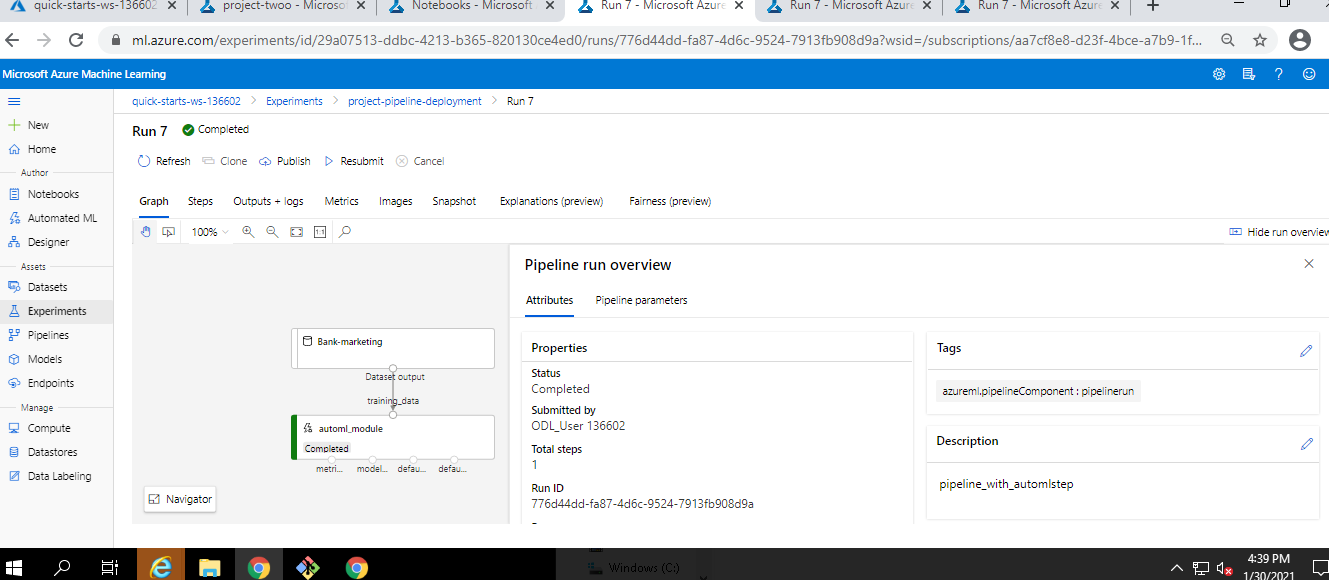 quick-starts-ws-136602
project-twoo - Microsof
Notebooks - Microsoft
Run 7 - Microsoft Azure
Run 7 - Microsoft Azure
Run 7 - Microsoft Azure
ml.azure.com/experiments/id/29a07513-ddbc-4213-b365-820130ce4ed0/runs/776d44dd-fa87-4d6c-9524-7913fb908d9a?wsid=/subscriptions/aa7cf8e8-d23f-4bce-a7b9-1f...
Microsoft Azure Machine Learning
quick-starts-ws-136602 > Experiments > project-pipeline-deployment > Run 7
New
Home
Author
Notebooks
Automated ML
Designer
Assets
Datasets
Experiments
Pipelines
Models
Endpoints
Manage
Compute
Datastores
Data Labeling
Run 7 Completed
Refresh Clone Publish Resubmit Cancel
Graph Steps Outputs + logs Metrics Images Snapshot Explanations (preview) Fairness (preview)
100%
Hide run overview
Bank-marketing
Dataset output
training_data
automl_module
Completed
metri... model... defau... defau...
Navigator
Pipeline run overview
Attributes Pipeline parameters
Properties
Status
Completed
Submitted by
ODL_User 136602
Total steps
1
Run ID
776d44dd-fa87-4d6c-9524-7913fb908d9a
Tags
azureml.pipelineComponent : pipelinerun
Description
pipeline_with_automlstep
Windows (C:)
4:39 PM
1/30/2021